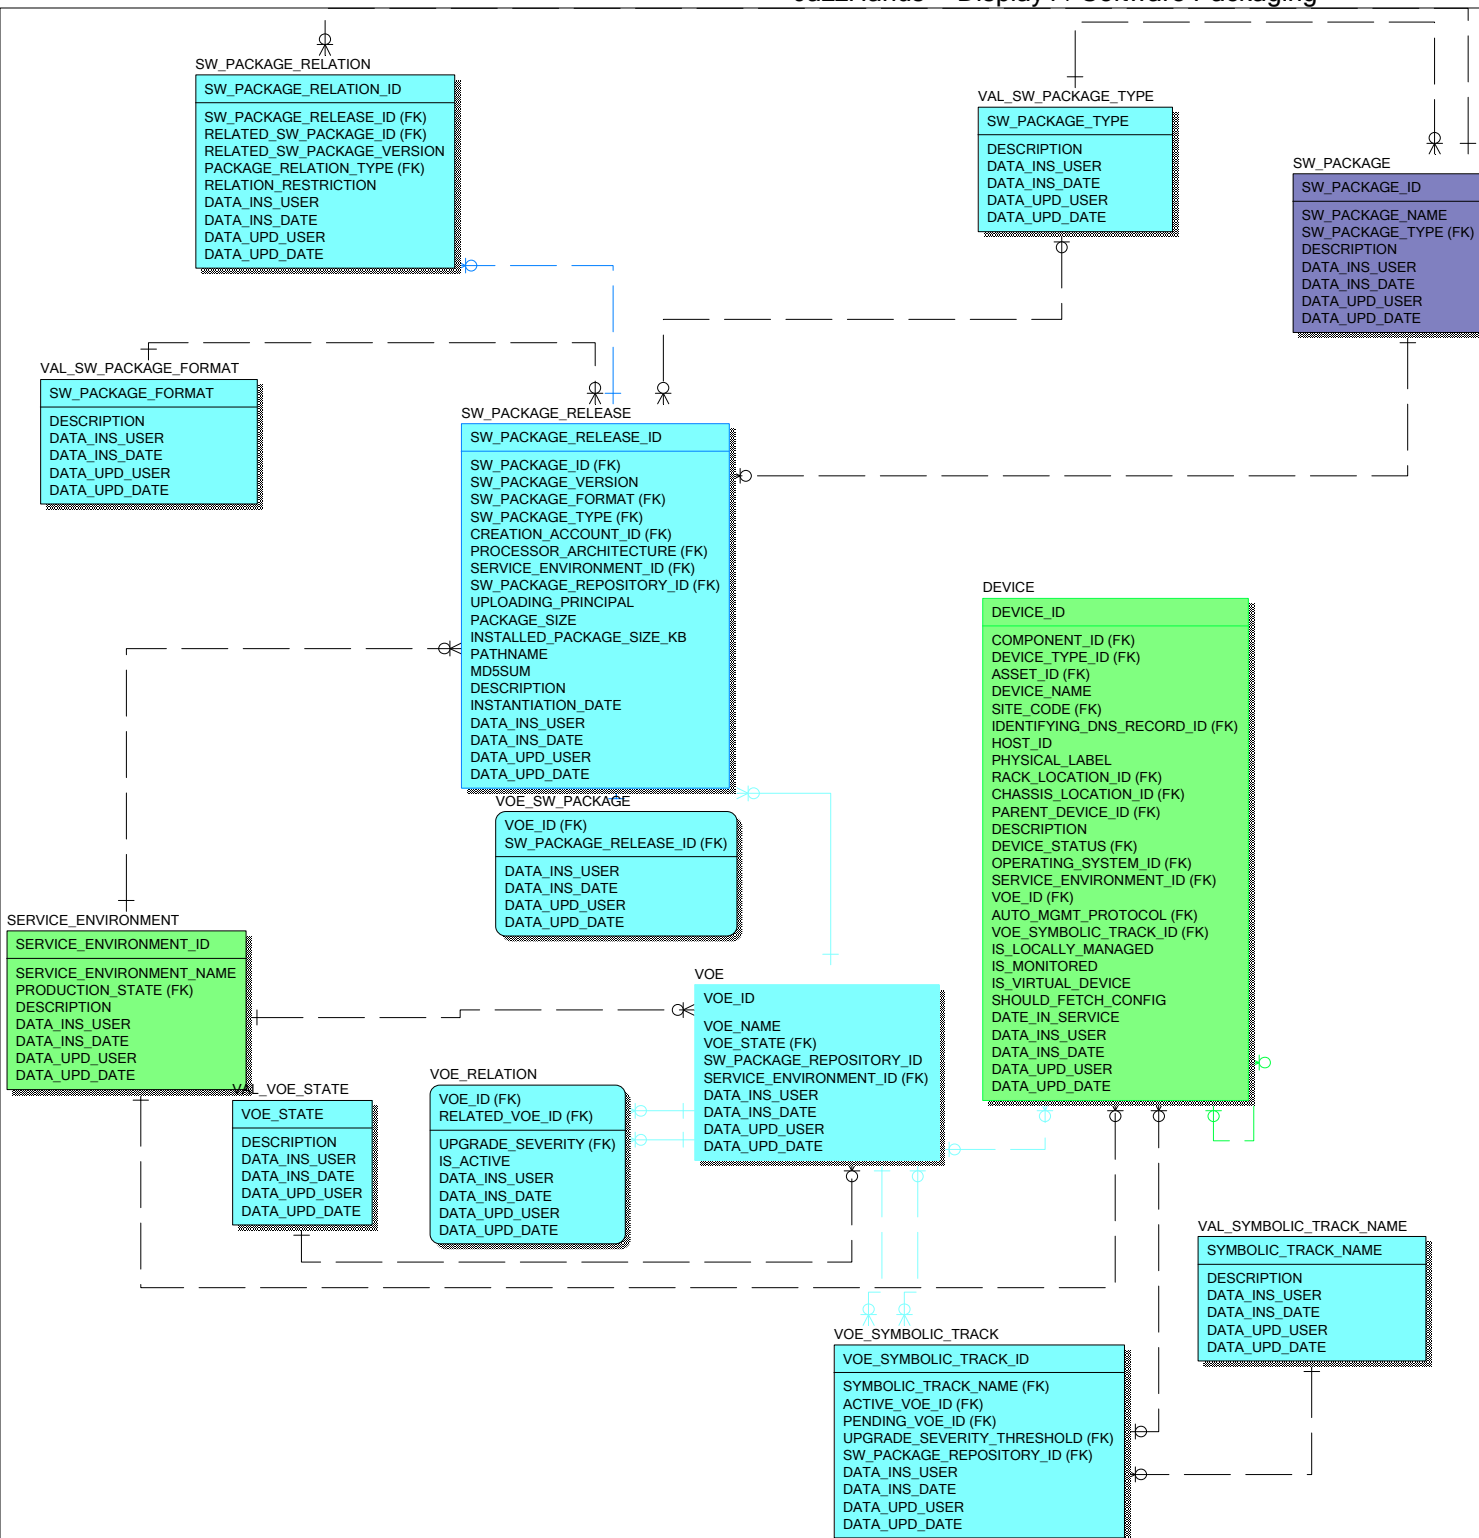 SW_PACKAGE_RELATION
SW_PACKAGE_RELATION_ID
SW_PACKAGE_RELEASE_ID (FK)
RELATED_SW_PACKAGE_ID (FK)
RELATED_SW_PACKAGE_VERSION
PACKAGE_RELATION_TYPE (FK)
RELATION_RESTRICTION
DATA_INS_USER
DATA_INS_DATE
DATA_UPD_USER
DATA_UPD_DATE
VAL_SW_PACKAGE_TYPE
SW_PACKAGE_TYPE
DESCRIPTION
DATA_INS_USER
DATA_INS_DATE
DATA_UPD_USER
DATA_UPD_DATE
SW_PACKAGE
SW_PACKAGE_ID
SW_PACKAGE_NAME
SW_PACKAGE_TYPE (FK)
DESCRIPTION
DATA_INS_USER
DATA_INS_DATE
DATA_UPD_USER
DATA_UPD_DATE
VAL_SW_PACKAGE_FORMAT
SW_PACKAGE_FORMAT
DESCRIPTION
DATA_INS_USER
DATA_INS_DATE
DATA_UPD_USER
DATA_UPD_DATE
SW_PACKAGE_RELEASE
SW_PACKAGE_RELEASE_ID
SW_PACKAGE_ID (FK)
SW_PACKAGE_VERSION
SW_PACKAGE_FORMAT (FK)
SW_PACKAGE_TYPE (FK)
CREATION_ACCOUNT_ID (FK)
PROCESSOR_ARCHITECTURE (FK)
SERVICE_ENVIRONMENT_ID (FK)
SW_PACKAGE_REPOSITORY_ID (FK)
UPLOADING_PRINCIPAL
PACKAGE_SIZE
INSTALLED_PACKAGE_SIZE_KB
PATHNAME
MD5SUM
DESCRIPTION
INSTANTIATION_DATE
DATA_INS_USER
DATA_INS_DATE
DATA_UPD_USER
DATA_UPD_DATE
DEVICE
DEVICE_ID
COMPONENT_ID (FK)
DEVICE_TYPE_ID (FK)
ASSET_ID (FK)
DEVICE_NAME
SITE_CODE (FK)
IDENTIFYING_DNS_RECORD_ID (FK)
HOST_ID
PHYSICAL_LABEL
RACK_LOCATION_ID (FK)
CHASSIS_LOCATION_ID (FK)
PARENT_DEVICE_ID (FK)
DESCRIPTION
DEVICE_STATUS (FK)
OPERATING_SYSTEM_ID (FK)
SERVICE_ENVIRONMENT_ID (FK)
VOE_ID (FK)
AUTO_MGMT_PROTOCOL (FK)
VOE_SYMBOLIC_TRACK_ID (FK)
IS_LOCALLY_MANAGED
IS_MONITORED
IS_VIRTUAL_DEVICE
SHOULD_FETCH_CONFIG
DATE_IN_SERVICE
DATA_INS_USER
DATA_INS_DATE
DATA_UPD_USER
DATA_UPD_DATE
VOE_SW_PACKAGE
VOE_ID (FK)
SW_PACKAGE_RELEASE_ID (FK)
DATA_INS_USER
DATA_INS_DATE
DATA_UPD_USER
DATA_UPD_DATE
SERVICE_ENVIRONMENT
SERVICE_ENVIRONMENT_ID
SERVICE_ENVIRONMENT_NAME
PRODUCTION_STATE (FK)
DESCRIPTION
DATA_INS_USER
DATA_INS_DATE
DATA_UPD_USER
DATA_UPD_DATE
VOE
VOE_ID
VOE_NAME
VOE_STATE (FK)
SW_PACKAGE_REPOSITORY_ID
SERVICE_ENVIRONMENT_ID (FK)
DATA_INS_USER
DATA_INS_DATE
DATA_UPD_USER
DATA_UPD_DATE
VOE_RELATION
VOE_ID (FK)
RELATED_VOE_ID (FK)
UPGRADE_SEVERITY (FK)
IS_ACTIVE
DATA_INS_USER
DATA_INS_DATE
DATA_UPD_USER
DATA_UPD_DATE
VAL_VOE_STATE
VOE_STATE
DESCRIPTION
DATA_INS_USER
DATA_INS_DATE
DATA_UPD_USER
DATA_UPD_DATE
VAL_SYMBOLIC_TRACK_NAME
SYMBOLIC_TRACK_NAME
DESCRIPTION
DATA_INS_USER
DATA_INS_DATE
DATA_UPD_USER
DATA_UPD_DATE
VOE_SYMBOLIC_TRACK
VOE_SYMBOLIC_TRACK_ID
SYMBOLIC_TRACK_NAME (FK)
ACTIVE_VOE_ID (FK)
PENDING_VOE_ID (FK)
UPGRADE_SEVERITY_THRESHOLD (FK)
SW_PACKAGE_REPOSITORY_ID (FK)
DATA_INS_USER
DATA_INS_DATE
DATA_UPD_USER
DATA_UPD_DATE